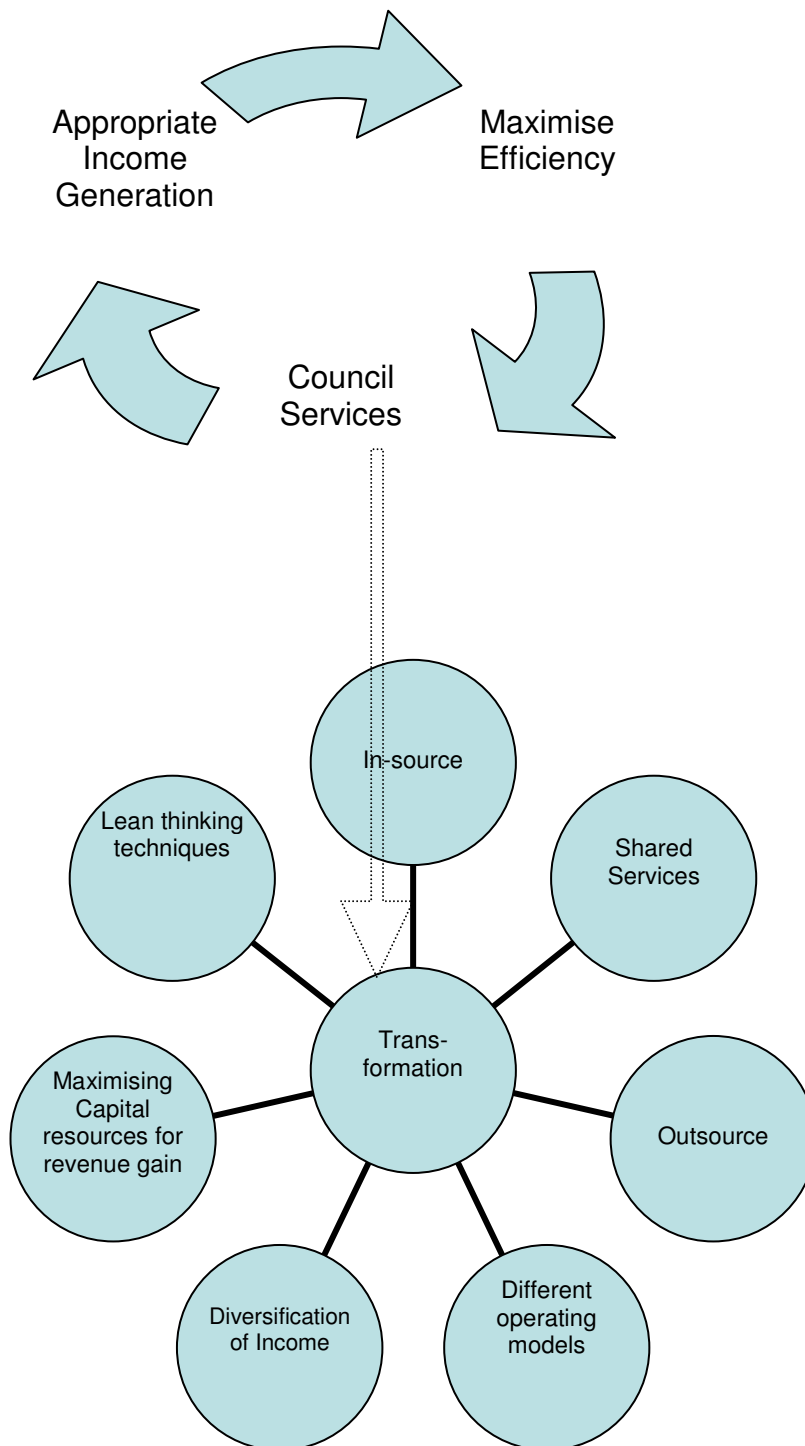 Appropriate
Income
Generation
Maximise
Efficiency
Council
Services
In-source
Lean thinking
techniques
Shared
Services
Trans-
formation
Maximising
Capital
resources for
revenue gain
Outsource
Diversification
of Income
Different
operating
models